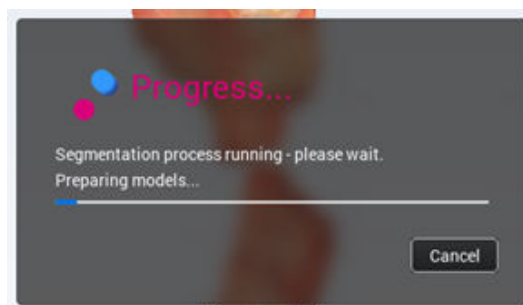 Progress...
Segmentation process running - please wait.
Preparing models...
Cancel